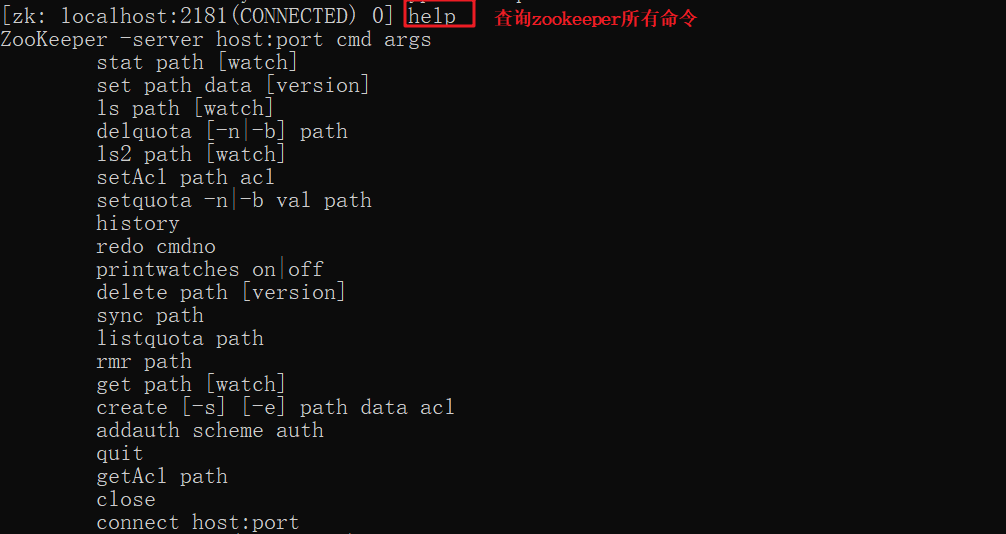 [zk: localhost:2181(CONNECTED) 0] help 查询zookeeper所有命令
ZooKeeper -server host:port cmd args
stat path [watch]
set path data [version]
ls path [watch]
delquota [-n|-b] path
ls2 path [watch]
setAcl path acl
setquota -n|-b val path
history
redo cmdno
printwatches on|off
delete path [version]
sync path
listquota path
rmr path
get path [watch]
create [-s] [-e] path data acl
addauth scheme auth
quit
getAcl path
close
connect host:port